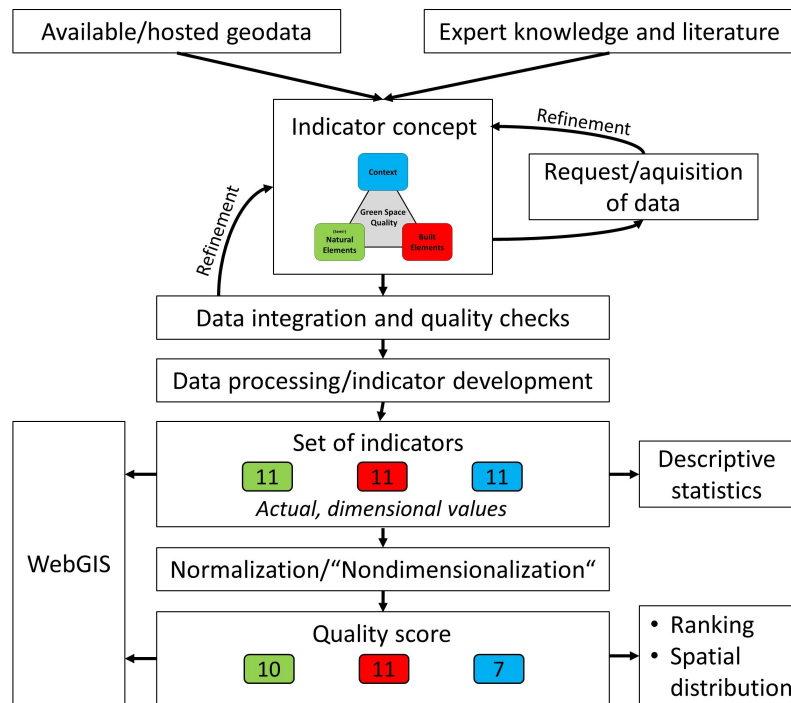 Available/hosted geodata
Expert knowledge and literature
Indicator concept
Context
Green Space
Quality
(Semi-)
Natural
Elements
Built
Elements
Refinement
Request/aquisition
of data
Refinement
Data integration and quality checks
Data processing/indicator development
Set of indicators
11 11 11
Actual, dimensional values
Descriptive
statistics
WebGIS
Normalization/“Nondimensionalization“
Quality score
10 11 7
• Ranking
• Spatial
distribution